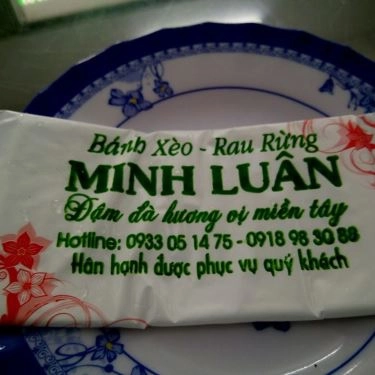 Bánh Xèo - Rau Rừng
MINH LUÂN
Đậm đà hương vị miền tây
Hotline: 0933 05 14 75 - 0918 98 30 88
Hân hạnh được phục vụ quý khách